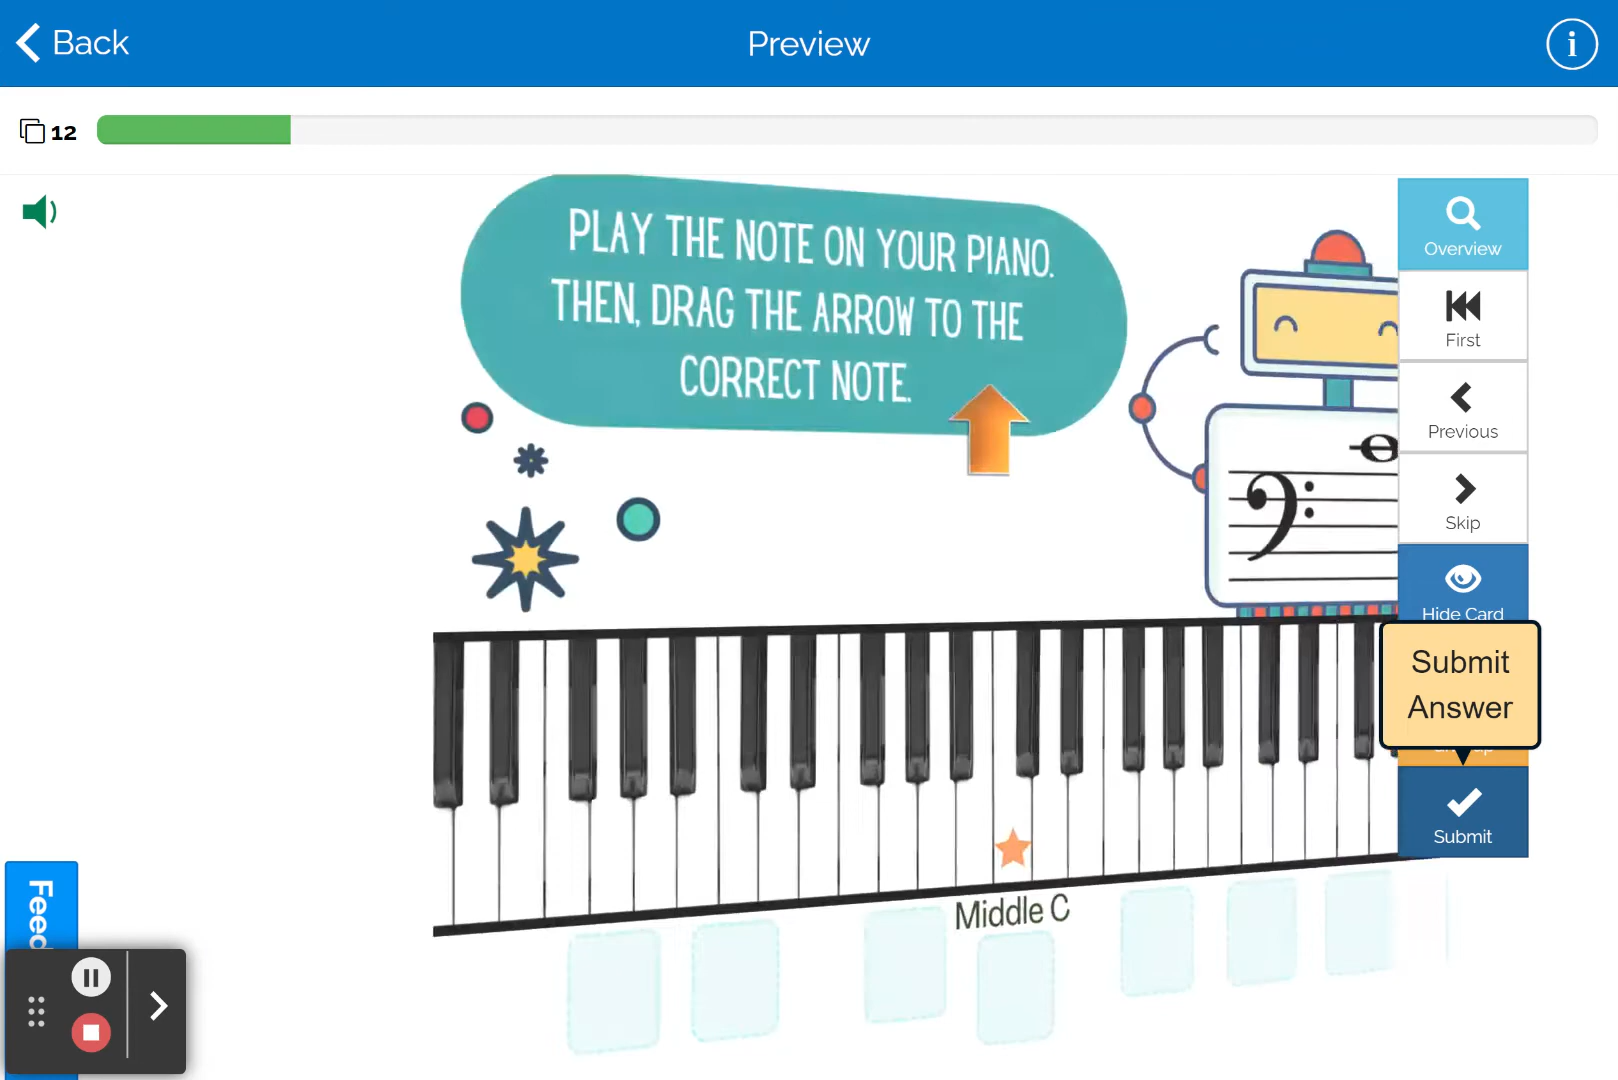 Back
Preview
i
12
PLAY THE NOTE ON YOUR PIANO.
THEN, DRAG THE ARROW TO THE
CORRECT NOTE.
Overview
First
Previous
Skip
Hide Card
Submit
Answer
Submit
Middle C
Feed